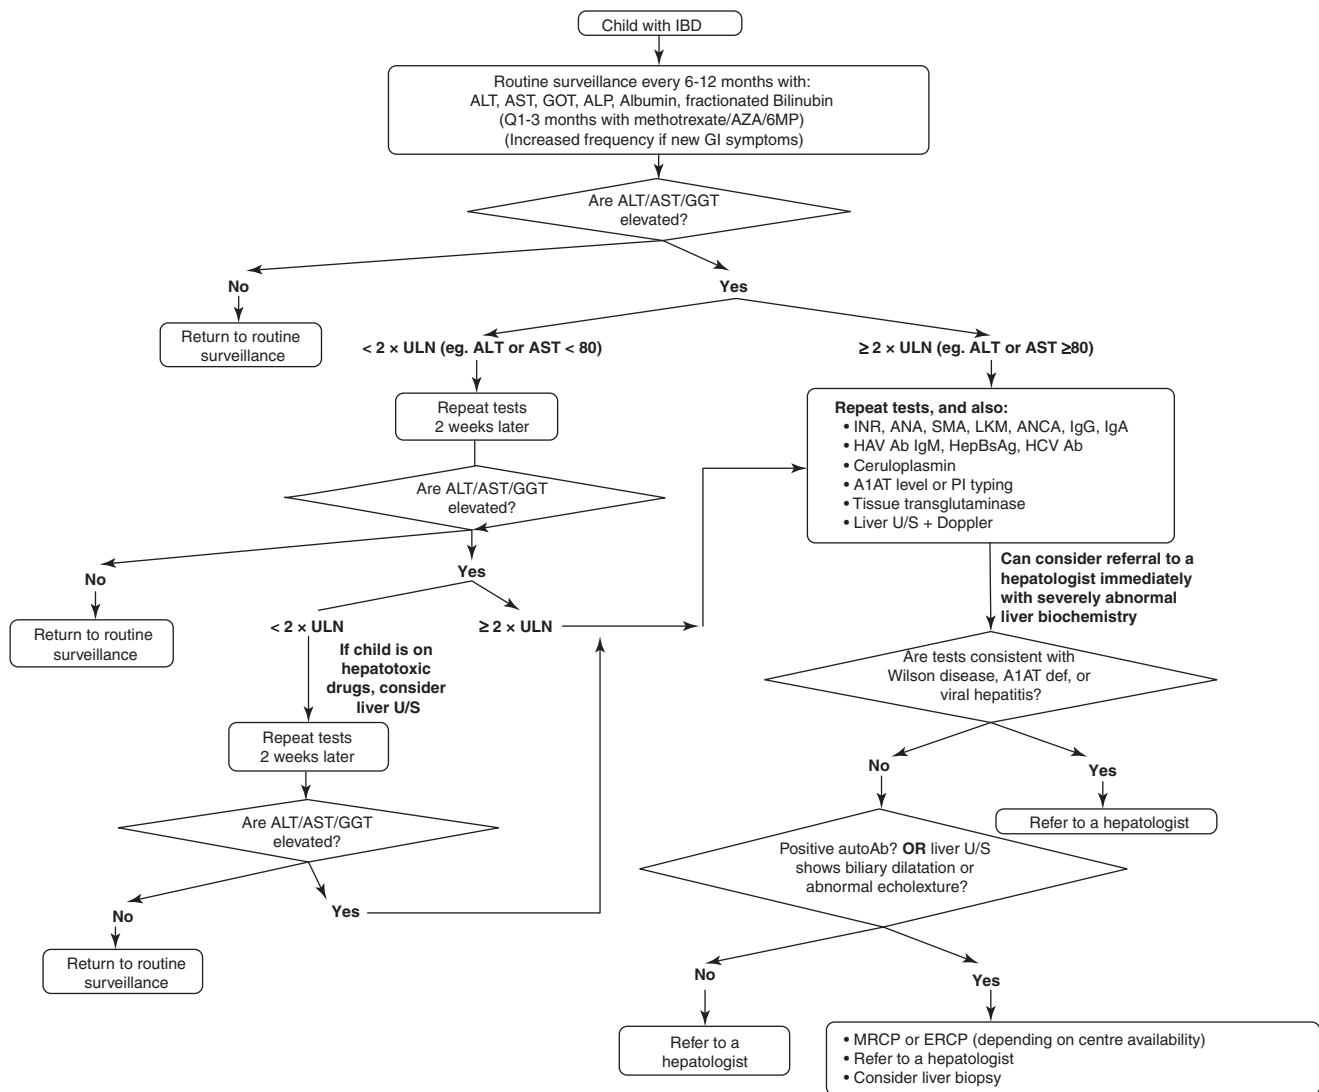 Child with IBD
Routine surveillance every 6-12 months with:
ALT, AST, GOT, ALP, Albumin, fractionated Bilinubin
(Q1-3 months with methotrexate/AZA/6MP)
(Increased frequency if new GI symptoms)
Are ALT/AST/GGT
elevated?
No
Yes
Return to routine
surveillance
< 2 × ULN (eg. ALT or AST < 80)
≥ 2 × ULN (eg. ALT or AST ≥80)
Repeat tests
2 weeks later
Repeat tests, and also:
• INR, ANA, SMA, LKM, ANCA, IgG, IgA
• HAV Ab IgM, HepBsAg, HCV Ab
• Ceruloplasmin
• A1AT level or PI typing
• Tissue transglutaminase
• Liver U/S + Doppler
Are ALT/AST/GGT
elevated?
No
Yes
Return to routine
surveillance
< 2 × ULN
≥ 2 × ULN
If child is on
hepatotoxic
drugs, consider
liver U/S
Can consider referral to a
hepatologist immediately
with severely abnormal
liver biochemistry
Are tests consistent with
Wilson disease, A1AT def, or
viral hepatitis?
Repeat tests
2 weeks later
No
Yes
Refer to a hepatologist
Are ALT/AST/GGT
elevated?
Positive autoAb? OR liver U/S
shows biliary dilatation or
abnormal echolexture?
No
Yes
Return to routine
surveillance
No
Yes
Refer to a
hepatologist
• MRCP or ERCP (depending on centre availability)
• Refer to a hepatologist
• Consider liver biopsy